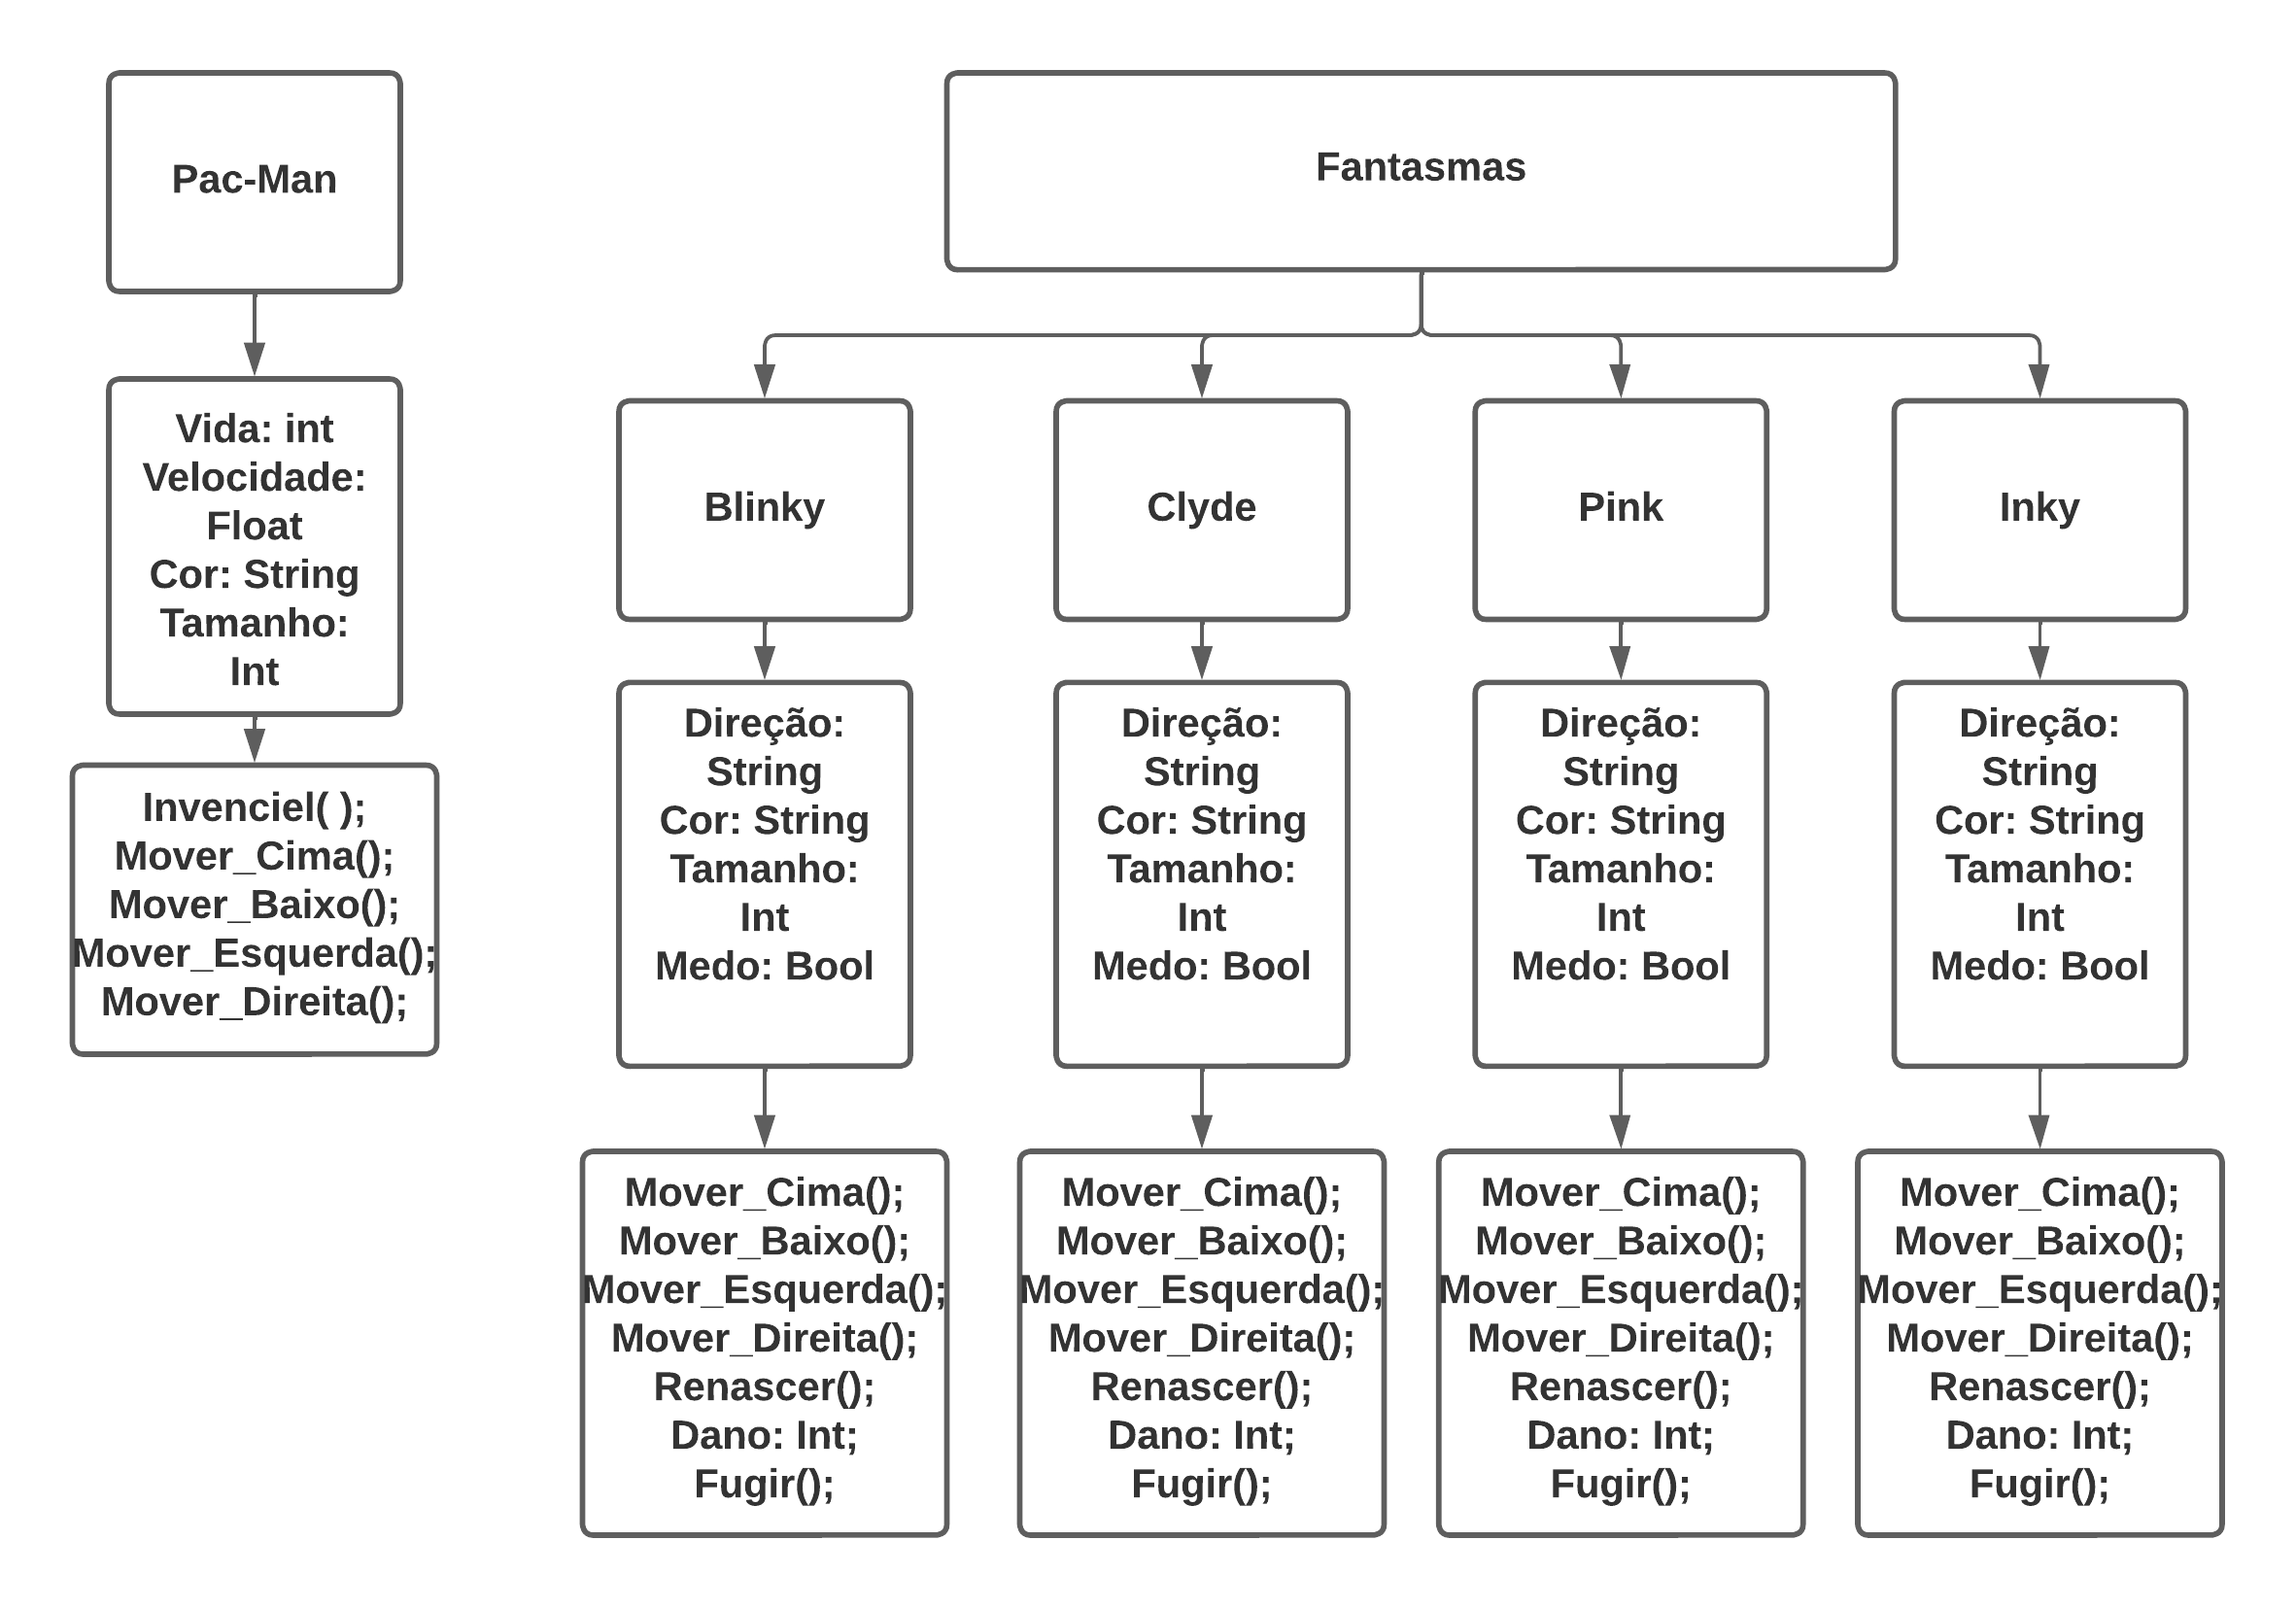 Pac-Man
Vida: int
Velocidade:
Float
Cor: String
Tamanho:
Int
Invenciel( );
Mover_Cima();
Mover_Baixo();
Mover_Esquerda();
Mover_Direita();
Fantasmas
Blinky
Direção:
String
Cor: String
Tamanho:
Int
Medo: Bool
Mover_Cima();
Mover_Baixo();
Mover_Esquerda();
Mover_Direita();
Renascer();
Dano: Int;
Fugir();
Clyde
Direção:
String
Cor: String
Tamanho:
Int
Medo: Bool
Mover_Cima();
Mover_Baixo();
Mover_Esquerda();
Mover_Direita();
Renascer();
Dano: Int;
Fugir();
Pink
Direção:
String
Cor: String
Tamanho:
Int
Medo: Bool
Mover_Cima();
Mover_Baixo();
Mover_Esquerda();
Mover_Direita();
Renascer();
Dano: Int;
Fugir();
Inky
Direção:
String
Cor: String
Tamanho:
Int
Medo: Bool
Mover_Cima();
Mover_Baixo();
Mover_Esquerda();
Mover_Direita();
Renascer();
Dano: Int;
Fugir();